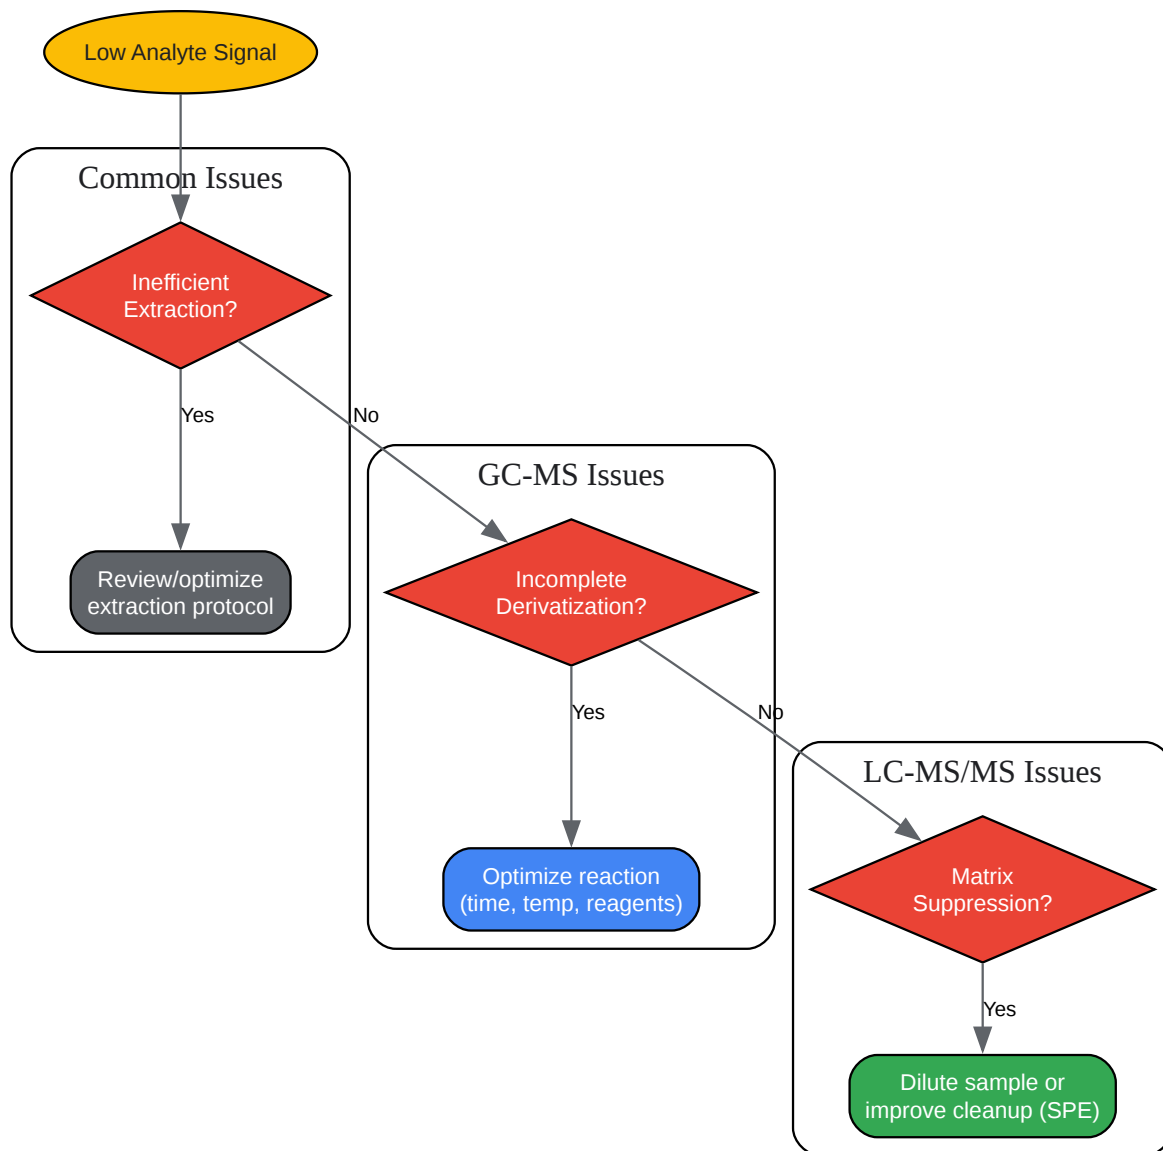 Low Analyte Signal
Common Issues
Inefficient
Extraction?
Yes
No
Review/optimize
extraction protocol
GC-MS Issues
Incomplete
Derivatization?
Yes
No
Optimize reaction
(time, temp, reagents)
LC-MS/MS Issues
Matrix
Suppression?
Yes
Dilute sample or
improve cleanup (SPE)